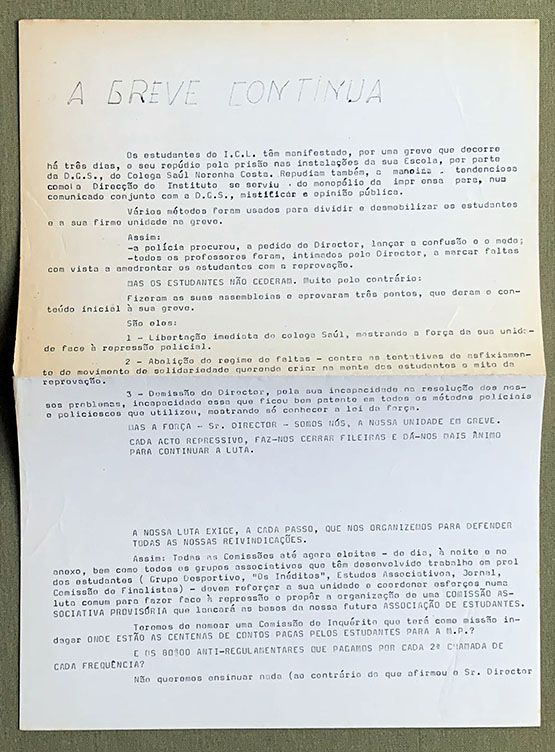 A GREVE CONTINUA
Os estudantes do I.C.L. têm manifestado, por uma greve que decorre
há três dias, o seu repúdio pela prisão nas instalações da sua Escola, por parte
da D.G.S., do Colega Saúl Noronha Costa. Repudiam também, a maneira tendenciosa
como a Direcção do Instituto se serviu do monopólio da imprensa para, num
comunicado conjunto com a D.G.S., mistificar a opinião pública.
Vários métodos foram usados para dividir e desmobilizar os estudantes
e a sua firme unidade na greve.
Assim:
-a polícia procurou, a pedido do Director, lançar a confusão e o medo;
-todos os professores foram, intimados pelo Director, a marcar faltas
com vista a amedrontar os estudantes com a reprovação.
MAS OS ESTUDANTES NÃO CEDERAM. Muito pelo contrário:
Fizeram as suas assembleias e aprovaram três pontos, que deram o con-
teúdo inicial à sua greve.
São eles:
1 - Libertação imediata do colega Saúl, mostrando a força da sua unida-
de face à repressão policial.
2 - Abolição do regime de faltas - contra as tentativas de asfixiamen-
to do movimento de solidariedade querendo criar na mente dos estudantes o mito da
reprovação.
3 - Demissão do Director, pela sua incapacidade na resolução dos nos-
sos problemas, incapacidade essa que ficou bem patente em todos os métodos policiais
e policiescos que utilizou, mostrando só conhecer a lei da força.
MAS A FORÇA - Sr. DIRECTOR - SOMOS NÓS, A NOSSA UNIDADE EM GREVE.
CADA ACTO REPRESSIVO, FAZ-NOS CERRAR FILEIRAS E DÁ-NOS MAIS ÂNIMO
PARA CONTINUAR A LUTA.
A NOSSA LUTA EXIGE, A CADA PASSO, QUE NOS ORGANIZEMOS PARA DEFENDER
TODAS AS NOSSAS REIVINDICAÇÕES.
Assim: Todas as Comissões até agora eleitas - de dia, à noite e no
anexo, bem como todos os grupos associativos que têm desenvolvido trabalho em prol
dos estudantes ( Grupo Desportivo, "Os Inéditos", Estudos Associativos, Jornal,
Comissão de Finalistas) - devem reforçar a sua unidade e coordenar esforços numa
luta comum para fazer face à repressão e propôr a organização de uma COMISSÃO AS-
SOCIATIVA PROVISÓRIA que lançará as bases da nossa futura ASSOCIAÇÃO DE ESTUDANTES.
Teremos de nomear uma Comissão de Inquérito que terá como missão in-
dagar ONDE ESTÃO AS CENTENAS DE CONTOS PAGAS PELOS ESTUDANTES PARA A M.P.?
E OS 80$00 ANTI-REGULAMENTARES QUE PAGAMOS POR CADA 2ª CHAMADA DE
CADA FREQUÊNCIA?
Não queremos ensinuar nada (ao contrário do que afirmou o Sr. Director